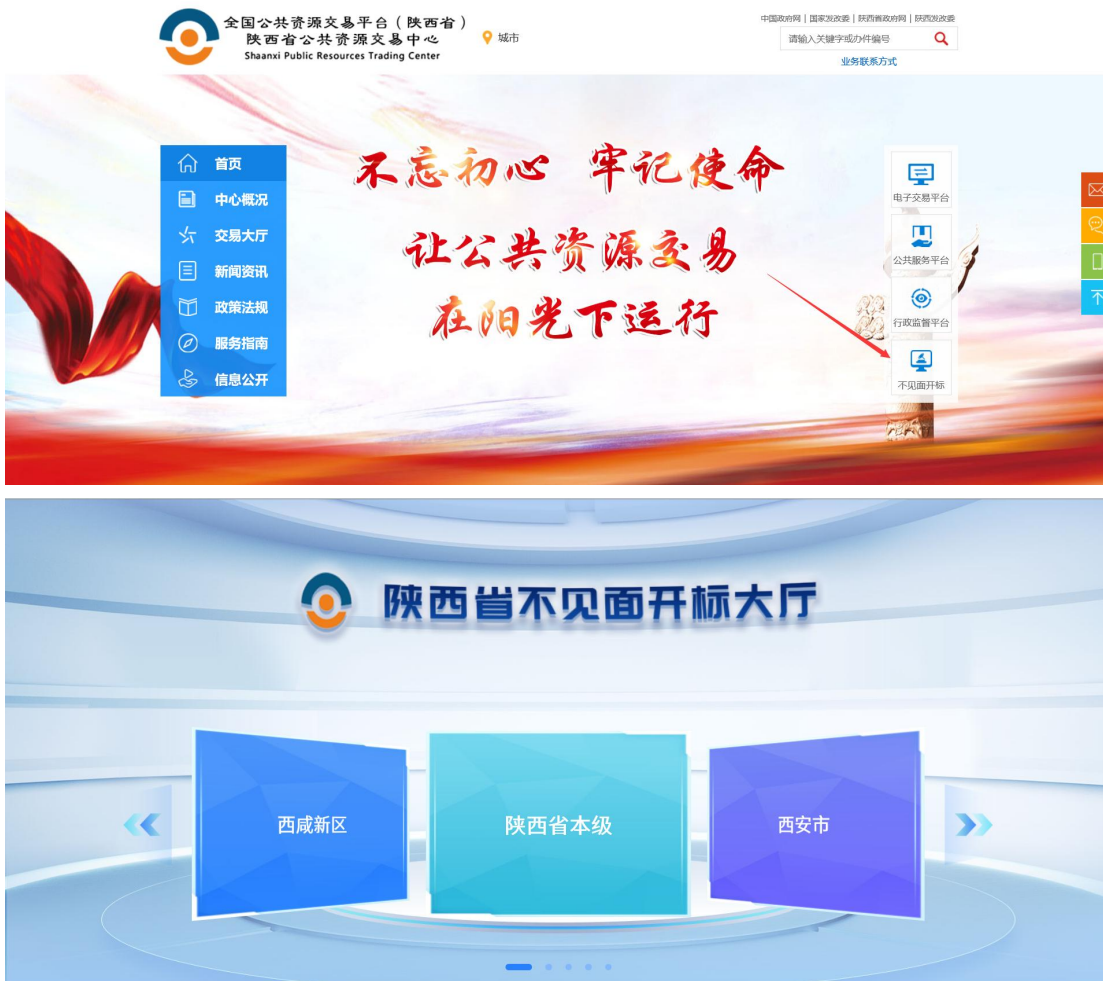 全国公共资源交易平台（陕西省）
陕西省公共资源交易中心
Shaanxi Public Resources Trading Center
城市
中国政府网 | 国家发改委 | 陕西省政府网 | 陕西发改委
请输入关键字或办件编号
业务联系方式
首页
中心概况
交易大厅
新闻资讯
政策法规
服务指南
信息公开
不忘初心 牢记使命
让公共资源交易
在阳光下运行
电子交易平台
公共服务平台
行政监督平台
不见面开标
陕西省不见面开标大厅
西咸新区
陕西省本级
西安市